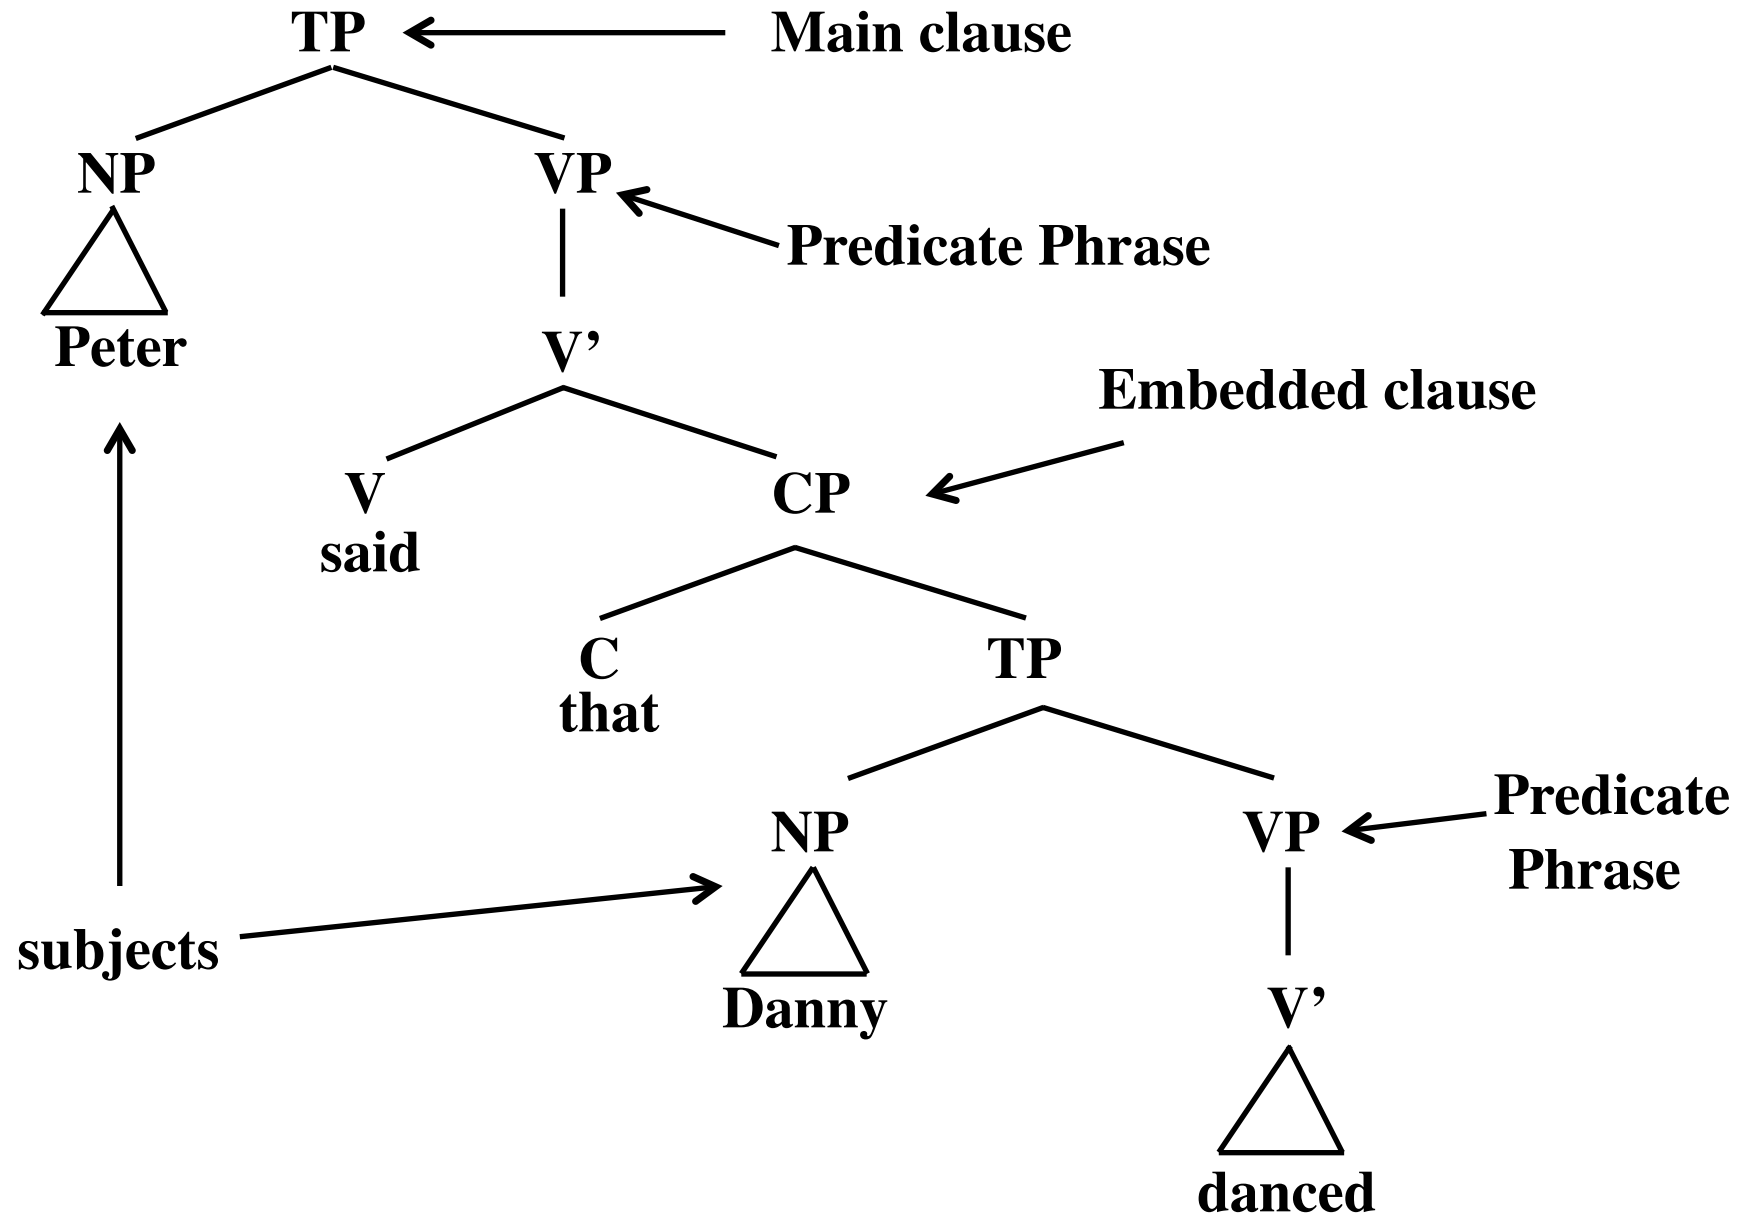 TP Main clause
NP VP
Predicate Phrase
Peter V’
Embedded clause
V CP
said
C TP
that
Predicate
NP VP
Phrase
subjects
Danny V’
danced